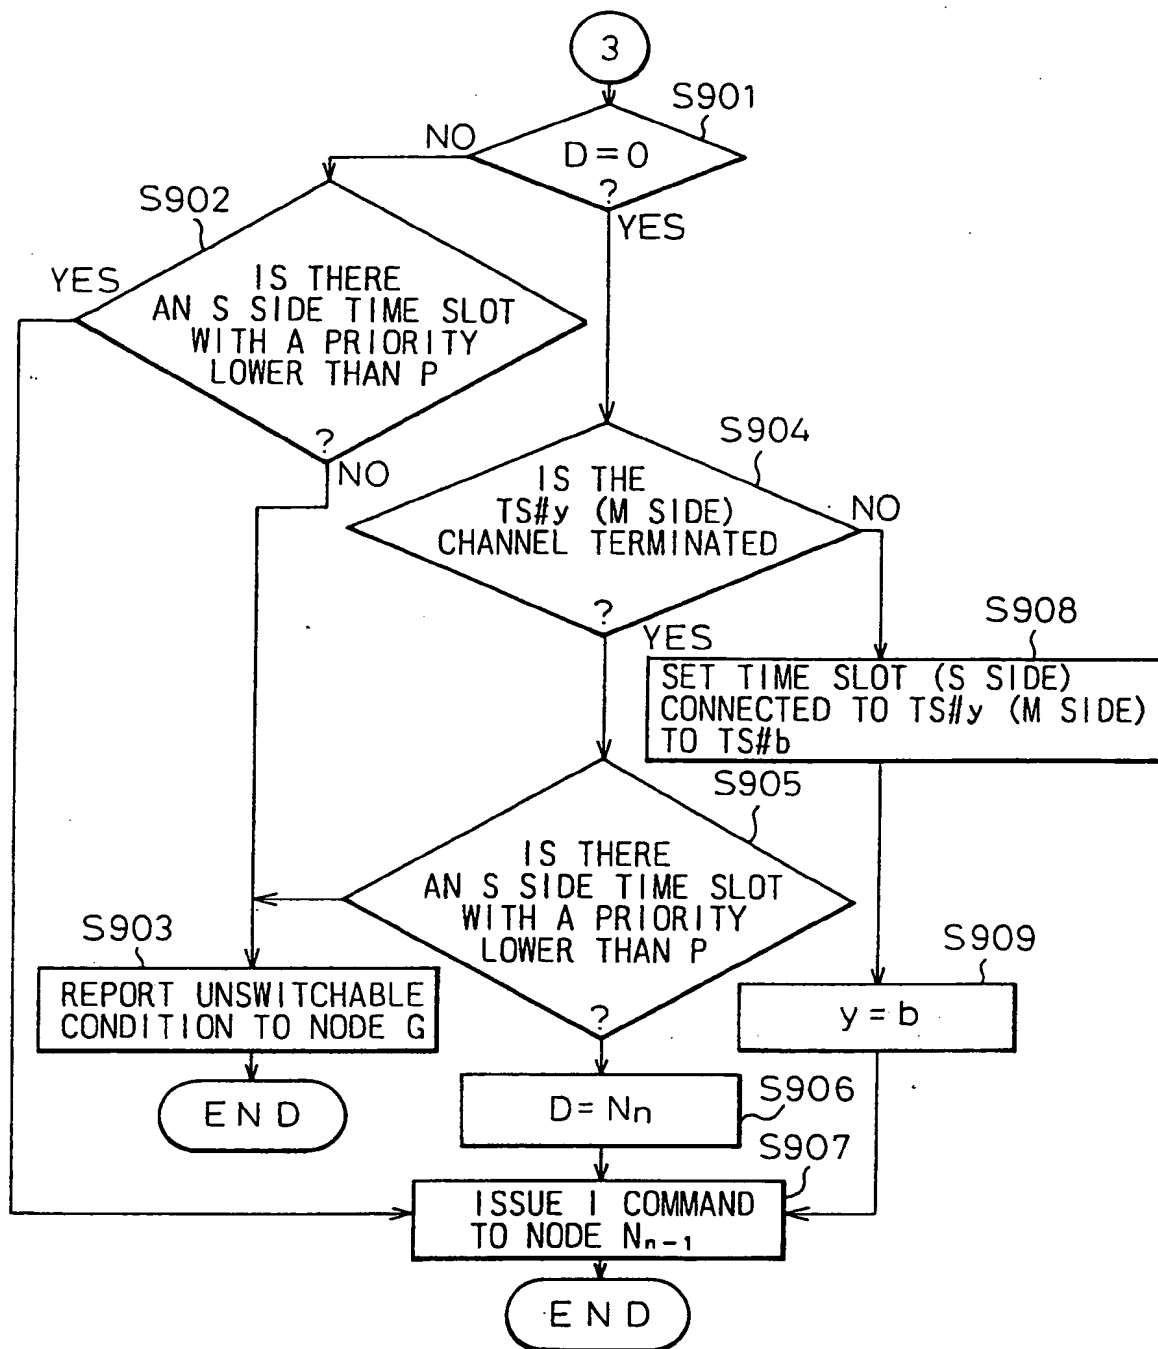 3
S901
D=0
?
NO
YES
S902
YES
IS THERE
AN S SIDE TIME SLOT
WITH A PRIORITY
LOWER THAN P
?
NO
S904
IS THE
TS#y (M SIDE)
CHANNEL TERMINATED
?
NO
YES
S908
SET TIME SLOT (S SIDE)
CONNECTED TO TS#y (M SIDE)
TO TS#b
S905
IS THERE
AN S SIDE TIME SLOT
WITH A PRIORITY
LOWER THAN P
?
S903
REPORT UNSWITCHABLE
CONDITION TO NODE G
END
S909
y=b
S906
D=Nn
S907
ISSUE I COMMAND
TO NODE Nn-1
END